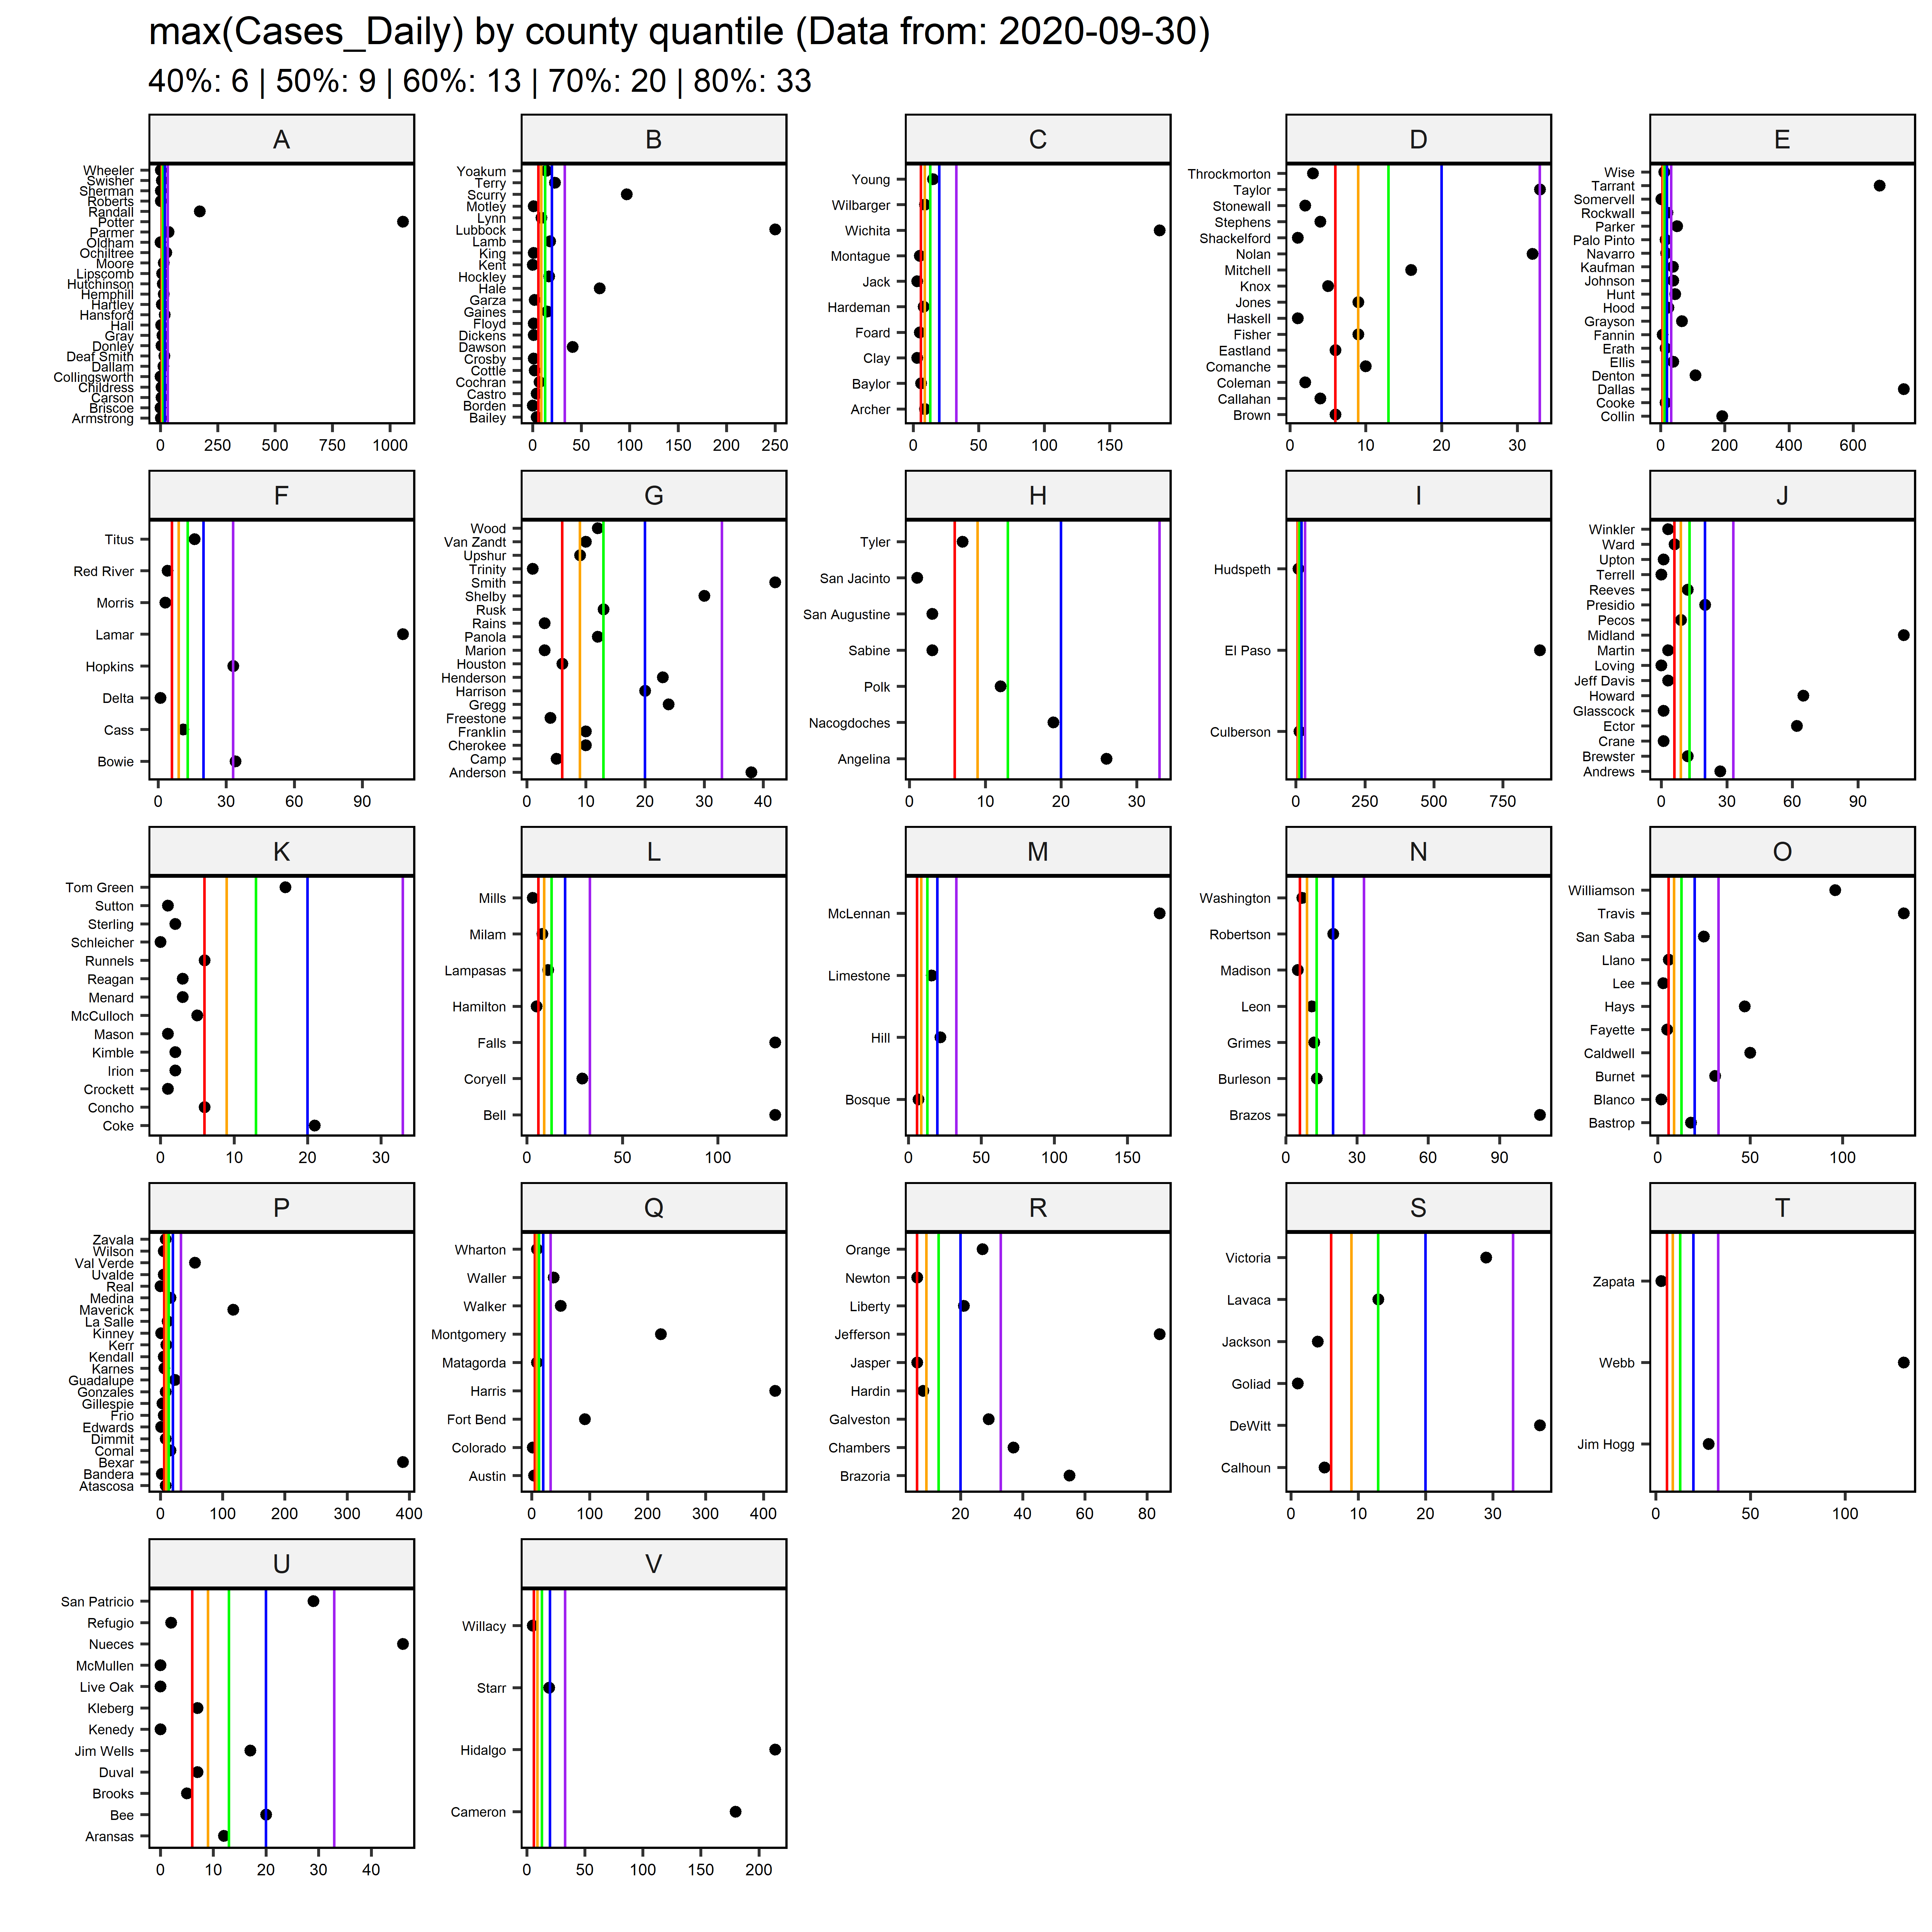 max(Cases_Daily) by county quantile (Data from: 2020-09-30)
40%: 6 | 50%: 9 | 60%: 13 | 70%: 20 | 80%: 33
A
Wheeler
Swisher
Sherman
Roberts
Randall
Potter
Parmer
Oldham
Ochiltree
Moore
Lipscomb
Hutchinson
Hemphill
Hartley
Hansford
Hall
Gray
Donley
Deaf Smith
Dallam
Collingsworth
Childress
Carson
Briscoe
Armstrong
0 250 500 750 1000
B
Yoakum
Terry
Scurry
Motley
Lynn
Lubbock
Lamb
King
Kent
Hockley
Hale
Garza
Gaines
Floyd
Dickens
Dawson
Crosby
Cottle
Cochran
Castro
Borden
Bailey
0 50 100 150 200 250
C
Young
Wilbarger
Wichita
Montague
Jack
Hardeman
Foard
Clay
Baylor
Archer
0 50 100 150
D
Throckmorton
Taylor
Stonewall
Stephens
Shackelford
Nolan
Mitchell
Knox
Jones
Haskell
Fisher
Eastland
Comanche
Coleman
Callahan
Brown
0 10 20 30
E
Wise
Tarrant
Somervell
Rockwall
Parker
Palo Pinto
Navarro
Kaufman
Johnson
Hunt
Hood
Grayson
Fannin
Erath
Ellis
Denton
Dallas
Cooke
Collin
0 200 400 600
F
Titus
Red River
Morris
Lamar
Hopkins
Delta
Cass
Bowie
0 30 60 90
G
Wood
Van Zandt
Upshur
Trinity
Smith
Shelby
Rusk
Rains
Panola
Marion
Houston
Henderson
Harrison
Gregg
Freestone
Franklin
Cherokee
Camp
Anderson
0 10 20 30 40
H
Tyler
San Jacinto
San Augustine
Sabine
Polk
Nacogdoches
Angelina
0 10 20 30
I
Hudspeth
El Paso
Culberson
0 250 500 750
J
Winkler
Ward
Upton
Terrell
Reeves
Presidio
Pecos
Midland
Martin
Loving
Jeff Davis
Howard
Glasscock
Ector
Crane
Brewster
Andrews
0 30 60 90
K
Tom Green
Sutton
Sterling
Schleicher
Runnels
Reagan
Menard
McCulloch
Mason
Kimble
Irion
Crockett
Concho
Coke
0 10 20 30
L
Mills
Milam
Lampasas
Hamilton
Falls
Coryell
Bell
0 50 100
M
McLennan
Limestone
Hill
Bosque
0 50 100 150
N
Washington
Robertson
Madison
Leon
Grimes
Burleson
Brazos
0 30 60 90
O
Williamson
Travis
San Saba
Llano
Lee
Hays
Fayette
Caldwell
Burnet
Blanco
Bastrop
0 50 100
P
Zavala
Wilson
Val Verde
Uvalde
Real
Medina
Maverick
La Salle
Kinney
Kerr
Kendall
Karnes
Guadalupe
Gonzales
Gillespie
Frio
Edwards
Dimmit
Comal
Bexar
Bandera
Atascosa
0 100 200 300 400
Q
Wharton
Waller
Walker
Montgomery
Matagorda
Harris
Fort Bend
Colorado
Austin
0 100 200 300 400
R
Orange
Newton
Liberty
Jefferson
Jasper
Hardin
Galveston
Chambers
Brazoria
20 40 60 80
S
Victoria
Lavaca
Jackson
Goliad
DeWitt
Calhoun
0 10 20 30
T
Zapata
Webb
Jim Hogg
0 50 100
U
San Patricio
Refugio
Nueces
McMullen
Live Oak
Kleberg
Kenedy
Jim Wells
Duval
Brooks
Bee
Aransas
0 10 20 30 40
V
Willacy
Starr
Hidalgo
Cameron
0 50 100 150 200